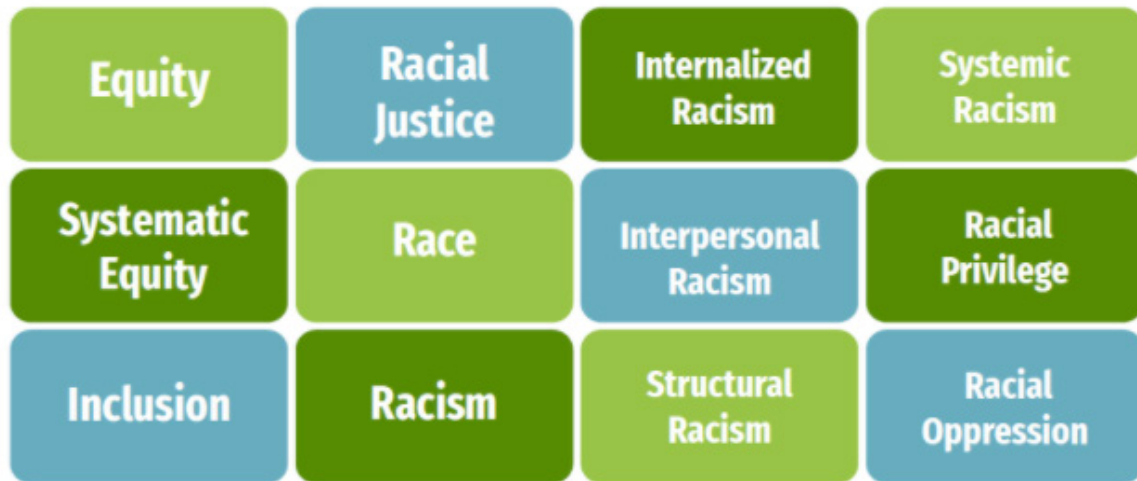 Equity
Racial
Justice
Internalized
Racism
Systemic
Racism
Systematic
Equity
Race
Interpersonal
Racism
Racial
Privilege
Inclusion
Racism
Structural
Racism
Racial
Oppression